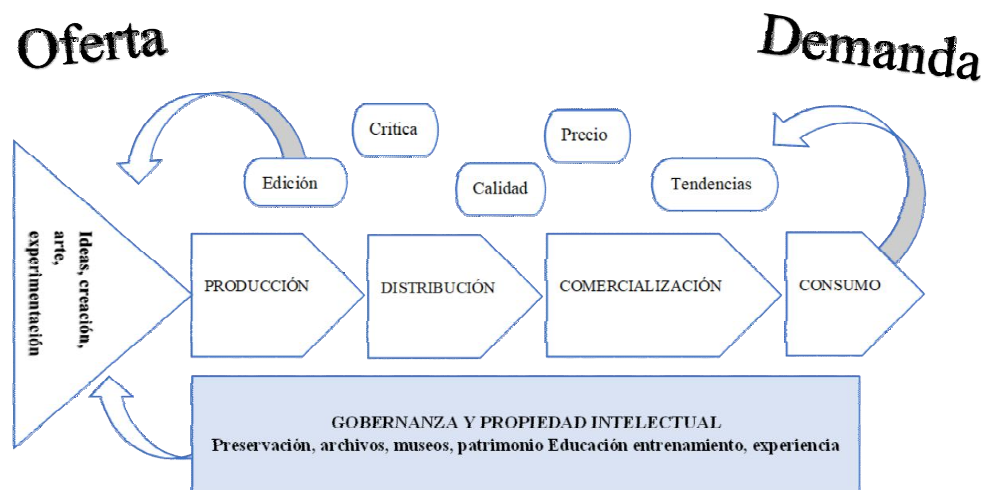 Oferta
Demanda
Critica
Precio
Edición
Calidad
Tendencias
Ideas, creación,
arte,
experimentación
PRODUCCIÓN
DISTRIBUCIÓN
COMERCIALIZACIÓN
CONSUMO
GOBERNANZA Y PROPIEDAD INTELECTUAL
Preservación, archivos, museos, patrimonio Educación entrenamiento, experiencia